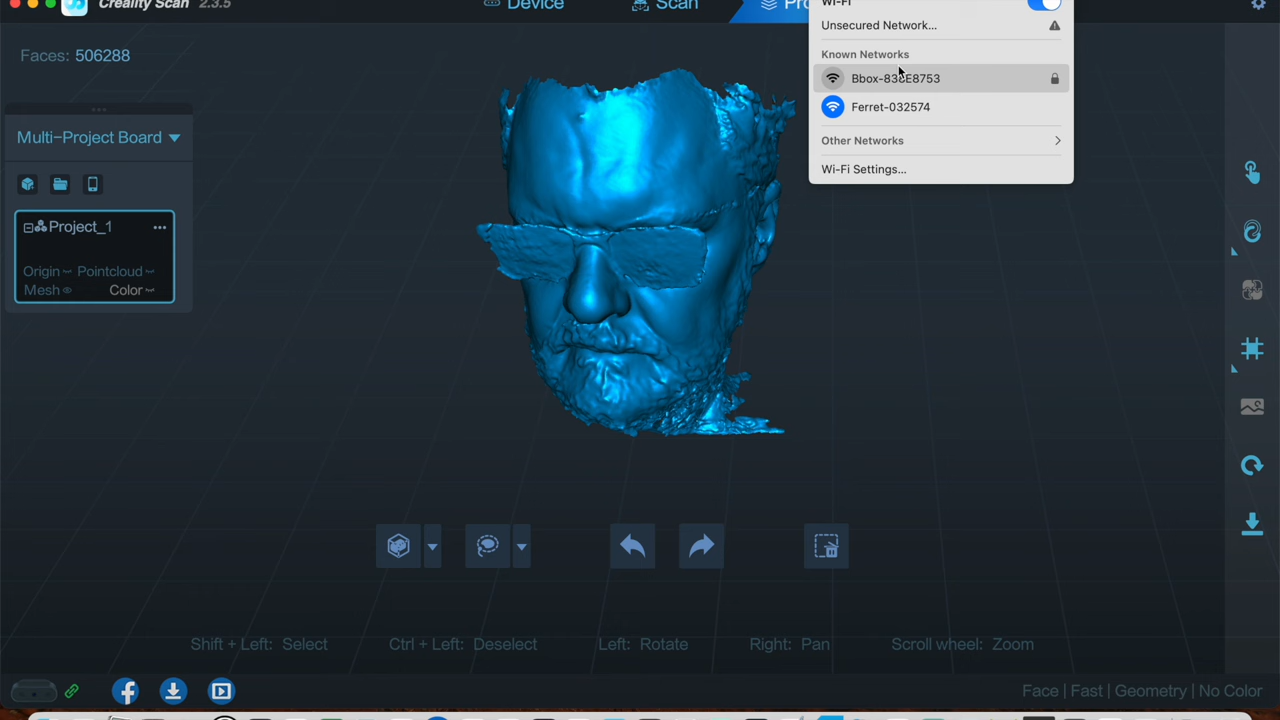 Creality Scan 2.3.5
Device
Scan
Wi-Fi
Unsecured Network...
Known Networks
Bbox-838E8753
Ferret-032574
Other Networks
Wi-Fi Settings...
Faces: 506288
Multi-Project Board
Project_1
Origin Pointcloud
Mesh Color
Shift + Left: Select Ctrl + Left: Deselect Left: Rotate Right: Pan Scroll wheel: Zoom
Face | Fast | Geometry | No Color